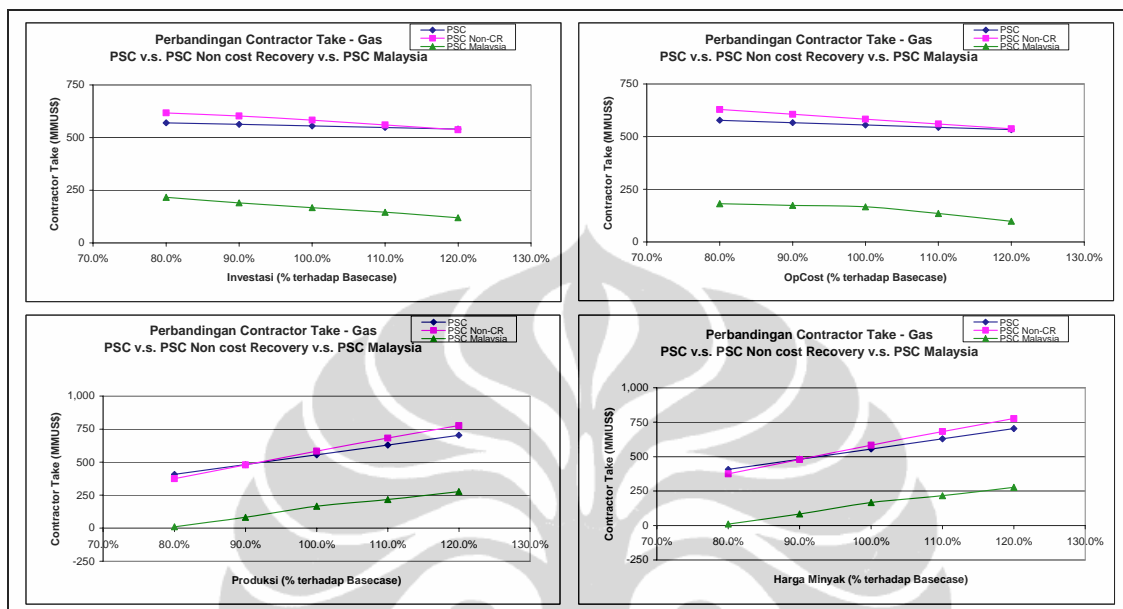 Perbandingan Contractor Take - Gas
PSC v.s. PSC Non cost Recovery v.s. PSC Malaysia
PSC
PSC Non-CR
PSC Malaysia
Contractor Take (MMUS$)
750
500
250
0
70.0% 80.0% 90.0% 100.0% 110.0% 120.0% 130.0%
Investasi (% terhadap Basecase)
Perbandingan Contractor Take - Gas
PSC v.s. PSC Non cost Recovery v.s. PSC Malaysia
PSC
PSC Non-CR
PSC Malaysia
Contractor Take (MMUS$)
750
500
250
0
70.0% 80.0% 90.0% 100.0% 110.0% 120.0% 130.0%
OpCost (% terhadap Basecase)
Perbandingan Contractor Take - Gas
PSC v.s. PSC Non cost Recovery v.s. PSC Malaysia
PSC
PSC Non-CR
PSC Malaysia
Contractor Take (MMUS$)
1,000
750
500
250
0
-250
70.0% 80.0% 90.0% 100.0% 110.0% 120.0% 130.0%
Produksi (% terhadap Basecase)
Perbandingan Contractor Take - Gas
PSC v.s. PSC Non cost Recovery v.s. PSC Malaysia
PSC
PSC Non-CR
PSC Malaysia
Contractor Take (MMUS$)
1,000
750
500
250
0
-250
70.0% 80.0% 90.0% 100.0% 110.0% 120.0% 130.0%
Harga Minyak (% terhadap Basecase)